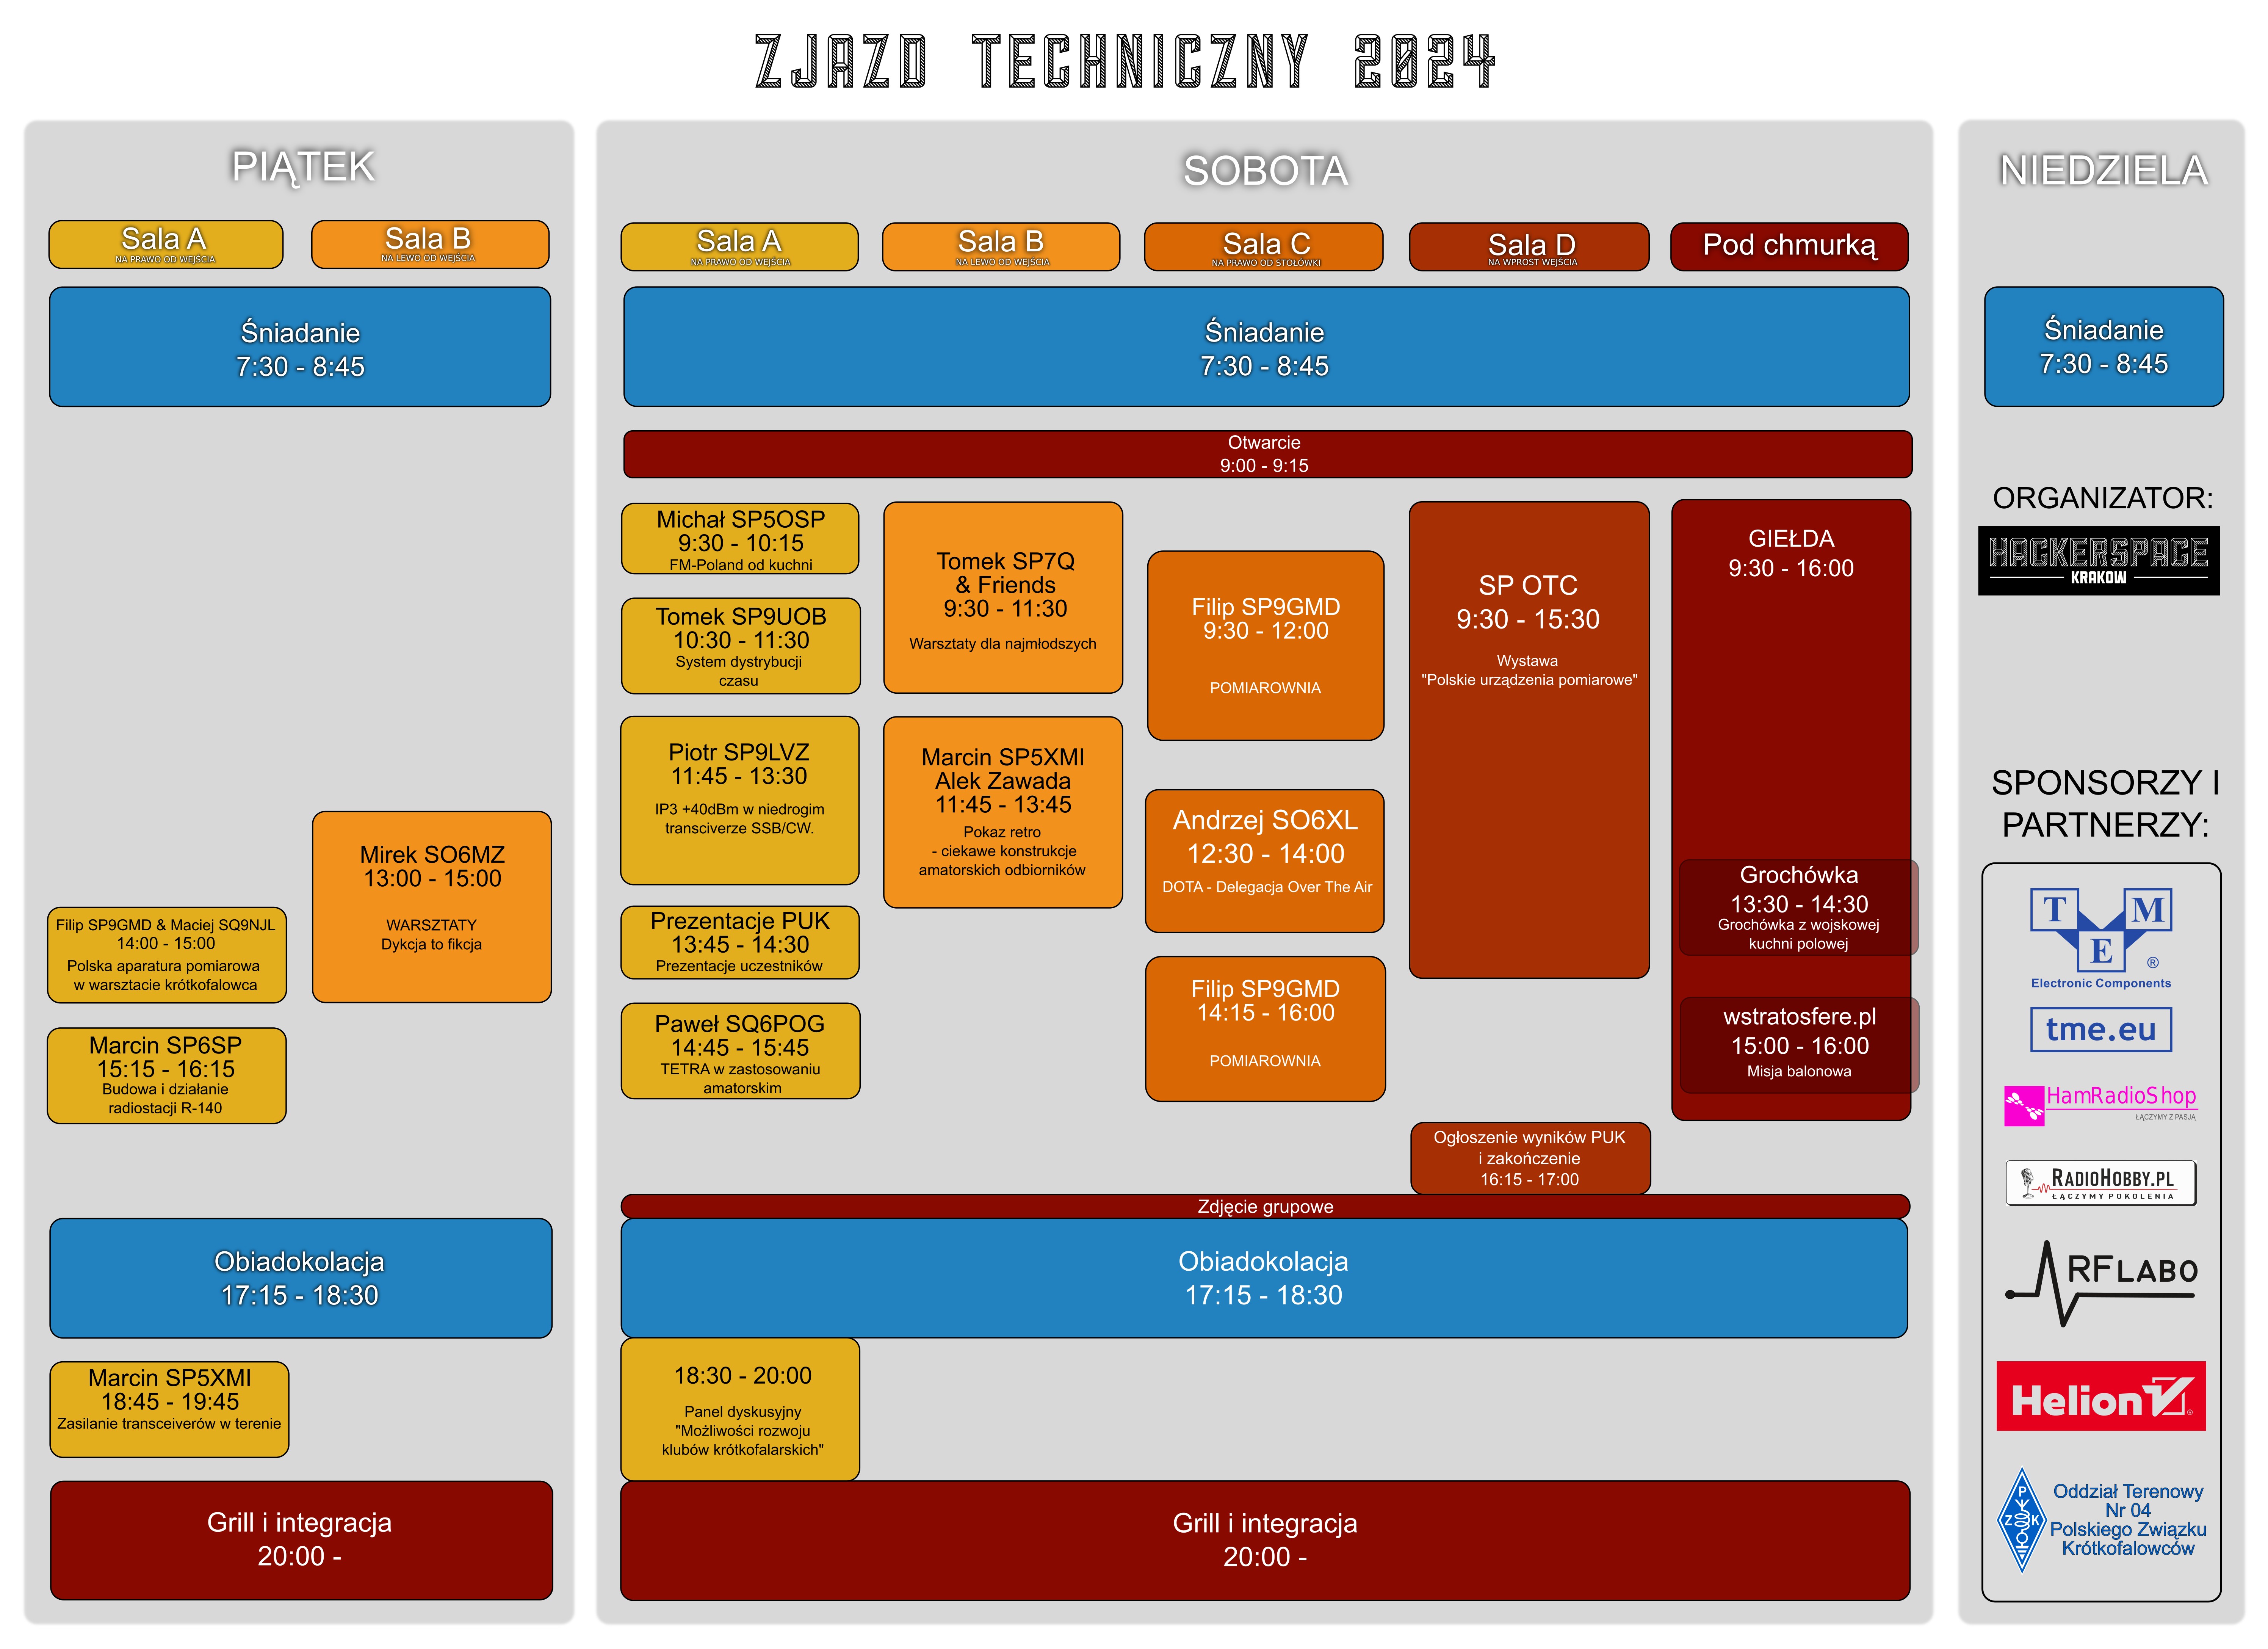 ZJAZD TECHNICZNY 2024
PIĄTEK
Sala A
NA PRAWO OD WEJŚCIA
Sala B
NA LEWO OD WEJŚCIA
Śniadanie
7:30 - 8:45
Filip SP9GMD & Maciej SQ9NJL
14:00 - 15:00
Polska aparatura pomiarowa
w warsztacie krótkofalowca
Marcin SP6SP
15:15 - 16:15
Budowa i działanie
radiostacji R-140
Mirek SO6MZ
13:00 - 15:00
WARSZTATY
Dykcja to fikcja
Obiadokolacja
17:15 - 18:30
Marcin SP5XMI
18:45 - 19:45
Zasilanie transceiverów w terenie
Grill i integracja
20:00 -
SOBOTA
Sala A
NA PRAWO OD WEJŚCIA
Sala B
NA LEWO OD WEJŚCIA
Sala C
NA PRAWO OD STOŁÓWKI
Sala D
NA WPROST WEJŚCIA
Pod chmurką
Śniadanie
7:30 - 8:45
Otwarcie
9:00 - 9:15
Michał SP5OSP
9:30 - 10:15
FM-Poland od kuchni
Tomek SP9UOB
10:30 - 11:30
System dystrybucji
czasu
Piotr SP9LVZ
11:45 - 13:30
IP3 +40dBm w niedrogim
transciverze SSB/CW.
Prezentacje PUK
13:45 - 14:30
Prezentacje uczestników
Paweł SQ6POG
14:45 - 15:45
TETRA w zastosowaniu
amatorskim
Tomek SP7Q
& Friends
9:30 - 11:30
Warsztaty dla najmłodszych
Marcin SP5XMI
Alek Zawada
11:45 - 13:45
Pokaz retro
- ciekawe konstrukcje
amatorskich odbiorników
Filip SP9GMD
9:30 - 12:00
POMIAROWNIA
Andrzej SO6XL
12:30 - 14:00
DOTA - Delegacja Over The Air
Filip SP9GMD
14:15 - 16:00
POMIAROWNIA
SP OTC
9:30 - 15:30
Wystawa
"Polskie urządzenia pomiarowe"
Ogłoszenie wyników PUK
i zakończenie
16:15 - 17:00
GIEŁDA
9:30 - 16:00
Grochówka
13:30 - 14:30
Grochówka z wojskowej
kuchni polowej
wstratosfere.pl
15:00 - 16:00
Misja balonowa
Zdjęcie grupowe
Obiadokolacja
17:15 - 18:30
18:30 - 20:00
Panel dyskusyjny
"Możliwości rozwoju
klubów krótkofalarskich"
Grill i integracja
20:00 -
NIEDZIELA
Śniadanie
7:30 - 8:45
ORGANIZATOR:
HACKERSPACE
KRAKOW
SPONSORZY I
PARTNERZY:
T M
E ®
Electronic Components
tme.eu
HamRadioShop
ŁĄCZYMY Z PASJĄ
RADIOHOBBY.PL
ŁĄCZYMY POKOLENIA
RFLABO
Helion ®
P
Z K
Oddział Terenowy
Nr 04
Polskiego Związku
Krótkofalowców